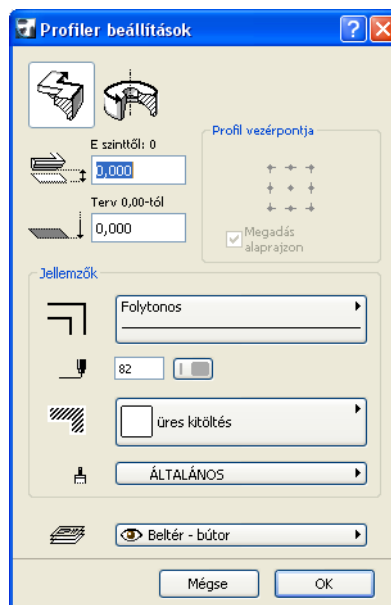 Profiler beállítások
E szinttől: 0
0,000
Terv 0,00-tól
0,000
Profil vezérpontja
Megadás
alaprajzon
Jellemzők
Folytonos
82
üres kitöltés
ÁLTALÁNOS
Beltér - bútor
Mégse
OK